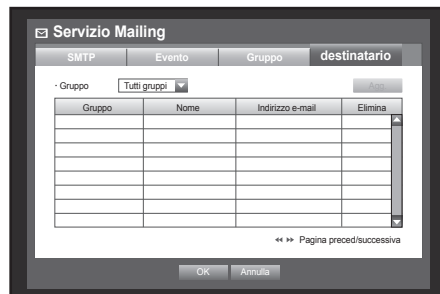 Servizio Mailing
SMTP Evento Gruppo destinatario
· Gruppo Tutti gruppi Agg.
Gruppo Nome Indirizzo e-mail Elimina
Pagina preced/successiva
OK Annulla